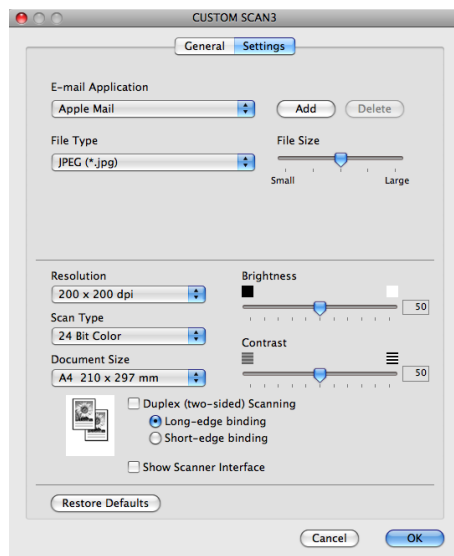 CUSTOM SCAN3
General Settings
E-mail Application
Apple Mail Add Delete
File Type File Size
JPEG (*.jpg)
Small Large
Resolution Brightness
200 x 200 dpi
50
Scan Type
24 Bit Color
Contrast
Document Size
A4 210 x 297 mm 50
Duplex (two-sided) Scanning
Long-edge binding
Short-edge binding
Show Scanner Interface
Restore Defaults
Cancel OK